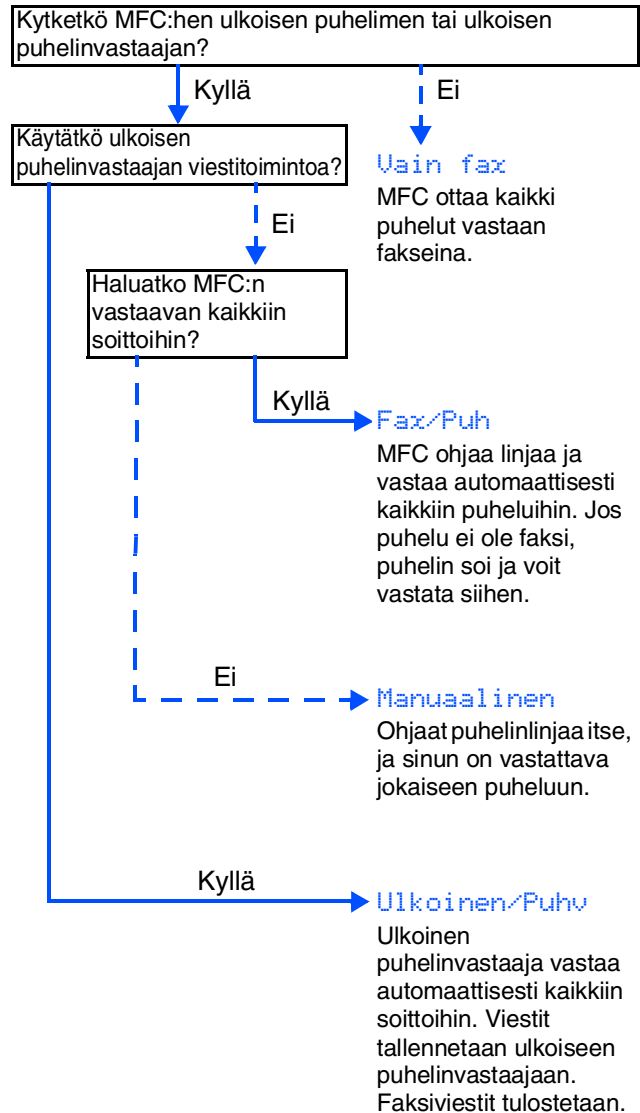 Kytketkö MFC:hen ulkoisen puhelimen tai ulkoisen
puhelinvastaajan?
Kyllä
Ei
Käytätkö ulkoisen
puhelinvastaajan viestitoimintoa?
Vain fax
MFC ottaa kaikki
puhelut vastaan
fakseina.
Ei
Haluatko MFC:n
vastaavan kaikkiin
soittoihin?
Kyllä
Fax/Puh
MFC ohjaa linjaa ja
vastaa automaattisesti
kaikkiin puheluihin. Jos
puhelu ei ole faksi,
puhelin soi ja voit
vastata siihen.
Ei
Manuaalinen
Ohjaat puhelinlinjaa itse,
ja sinun on vastattava
jokaiseen puheluun.
Kyllä
Ulkoinen/Puhv
Ulkoinen
puhelinvastaaja vastaa
automaattisesti kaikkiin
soittoihin. Viestit
tallennetaan ulkoiseen
puhelinvastaajaan.
Faksiviestit tulostetaan.